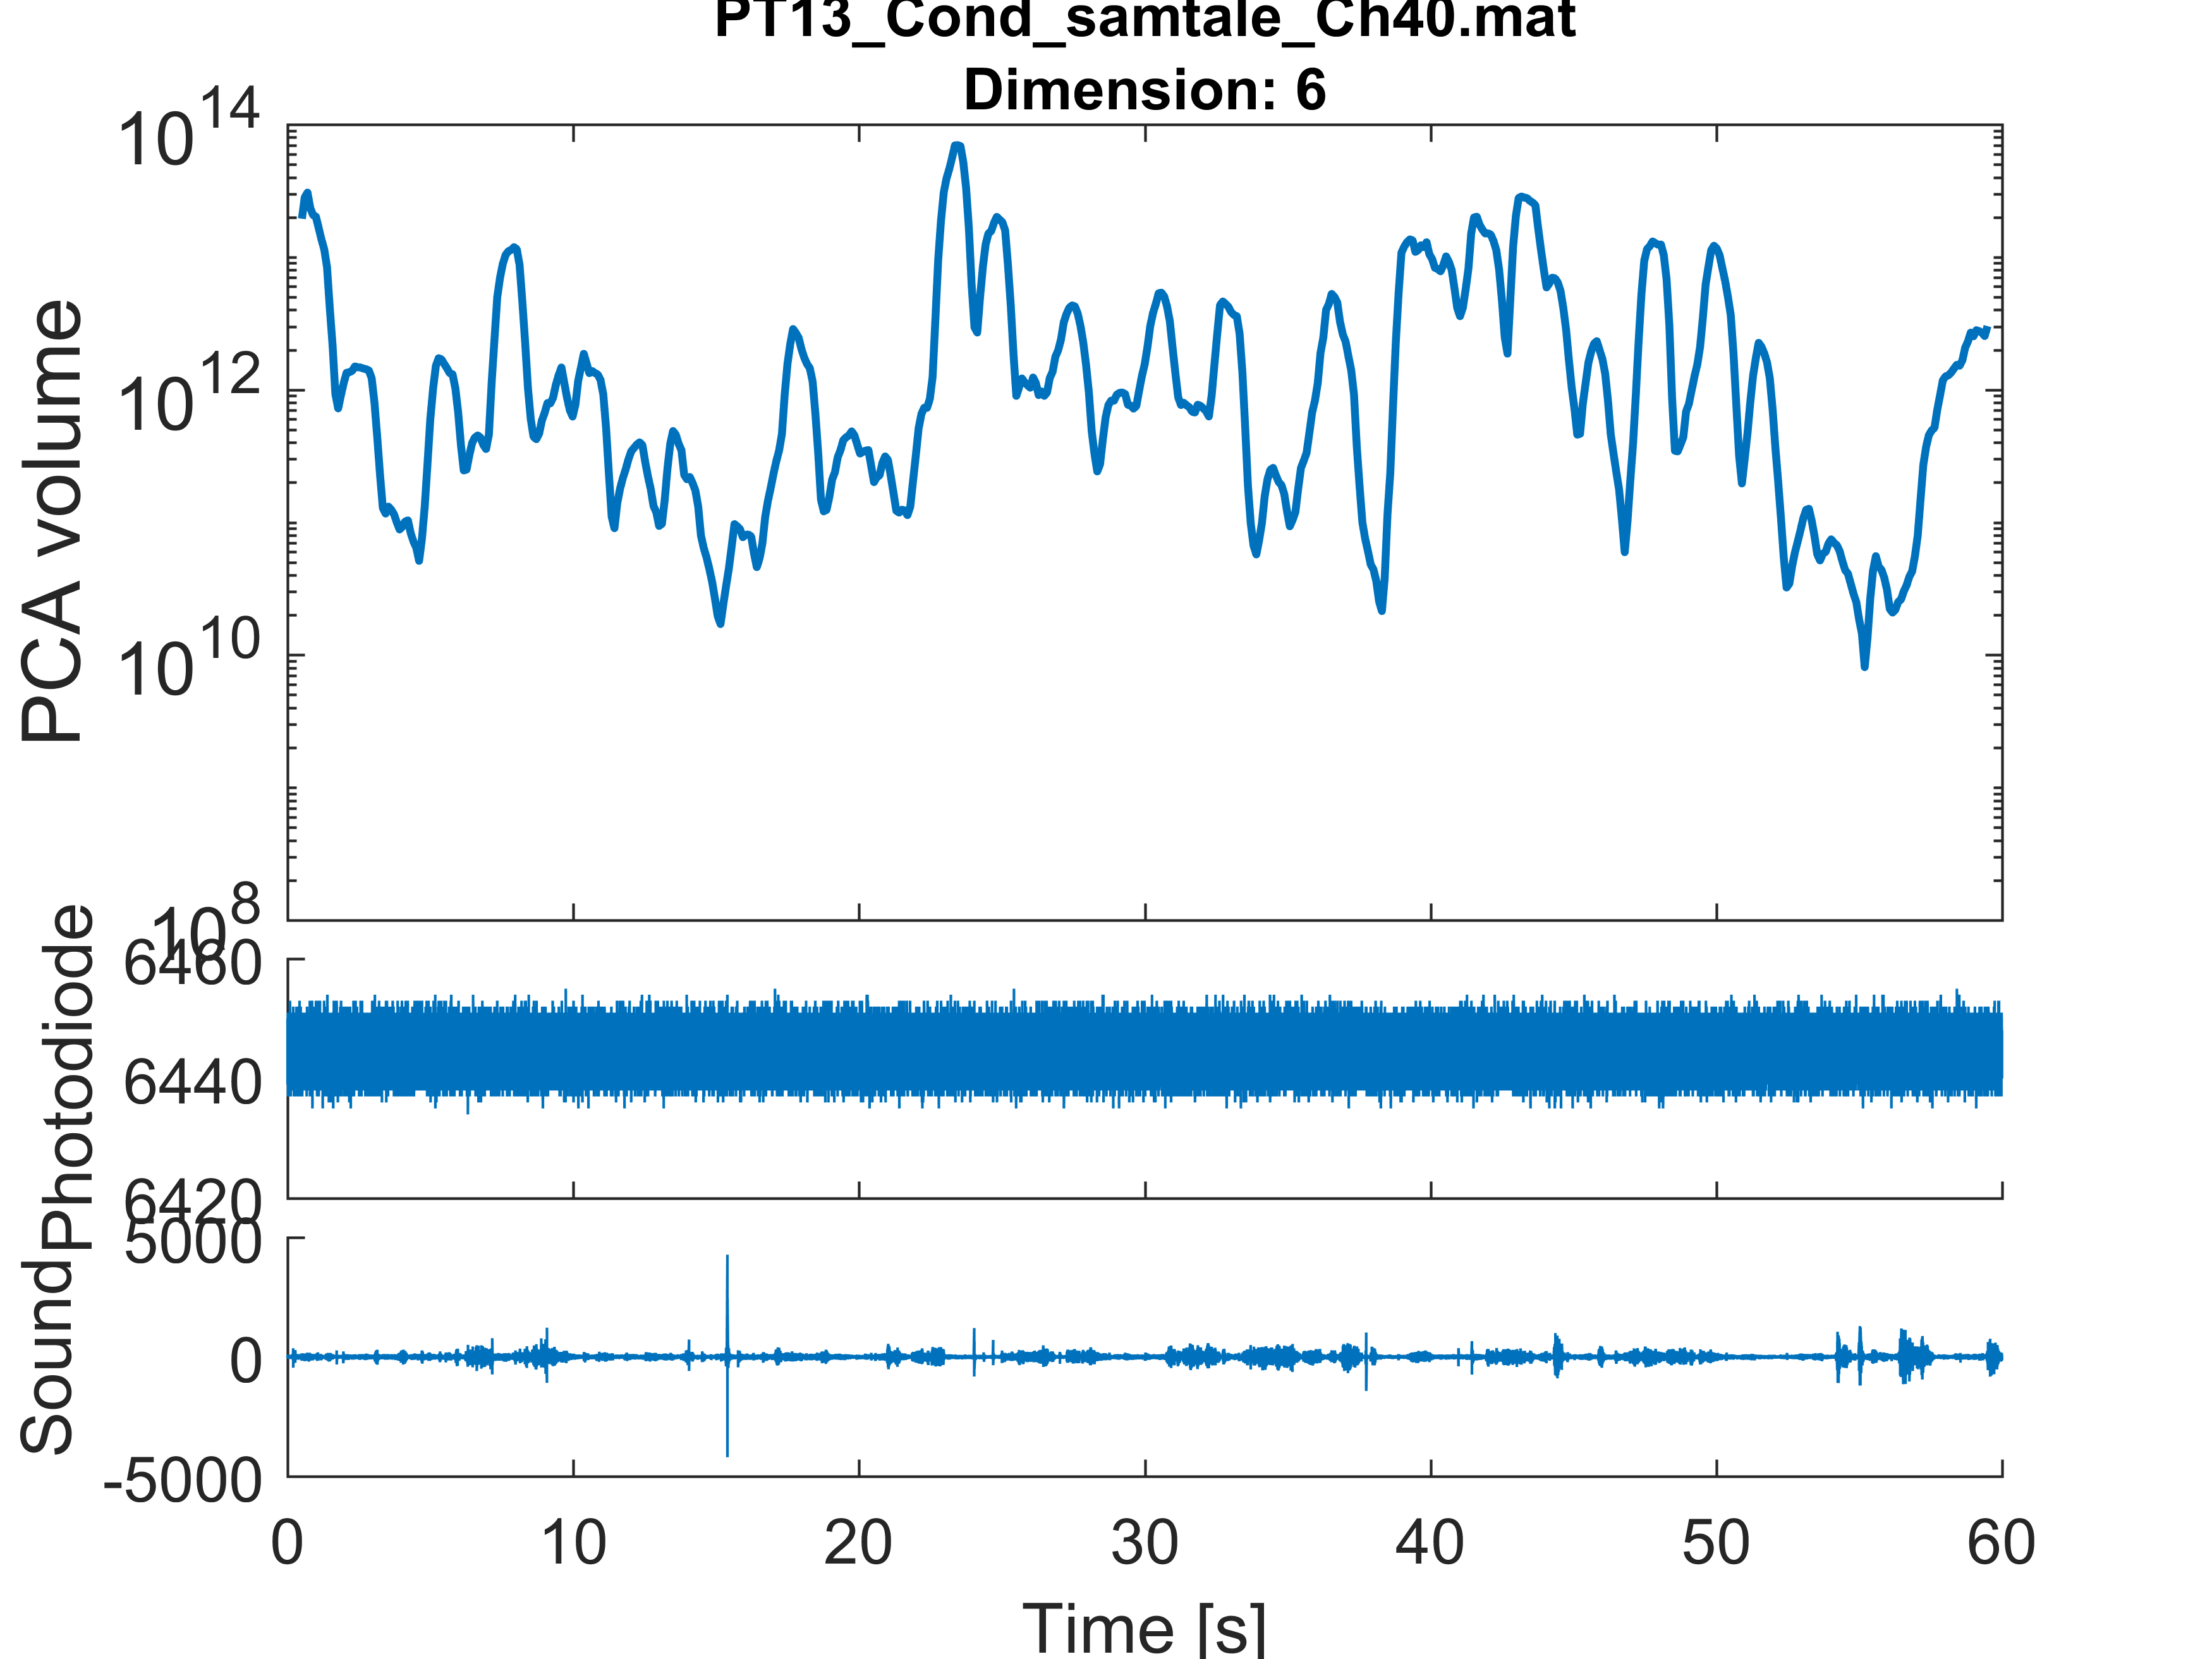 PT13_Cond_samtale_Ch40.mat
Dimension: 6
PCA volume
10^14
10^12
10^10
10^8
Photodiode
6460
6440
6420
Sound
5000
0
-5000
0 10 20 30 40 50 60
Time [s]